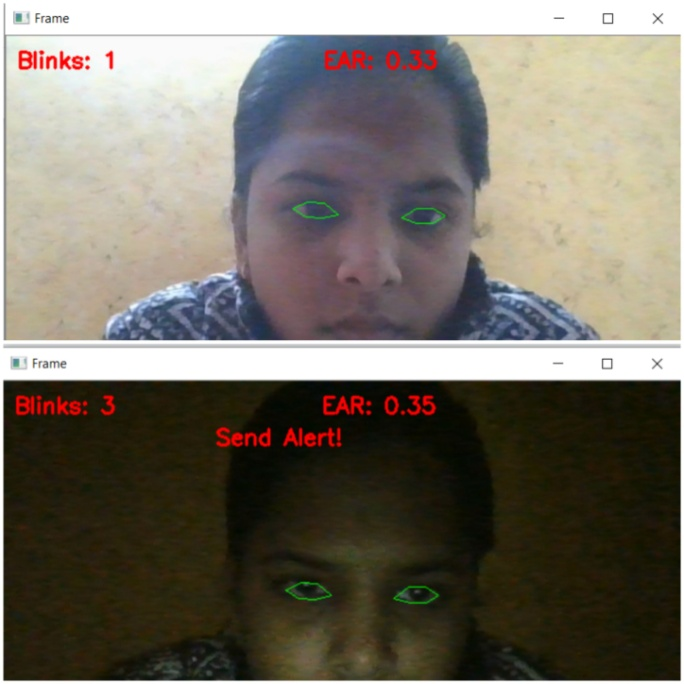 Frame
Blinks: 1 EAR: 0.33
Frame
Blinks: 3 EAR: 0.35
Send Alert!